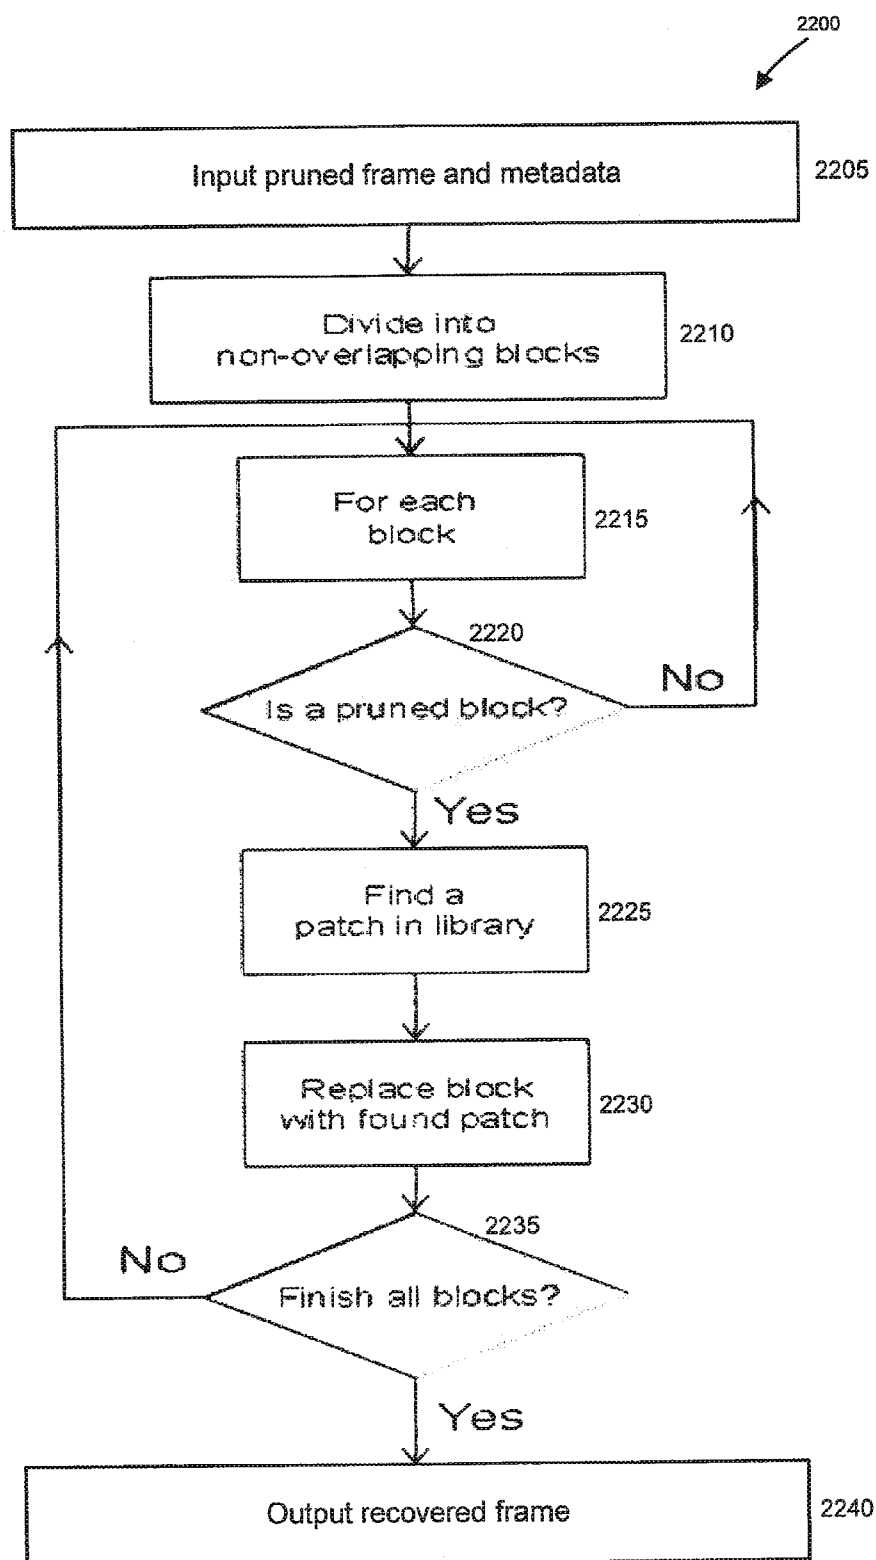 2200
Input pruned frame and metadata
2205
Divide into
non-overlapping blocks
2210
For each
block
2215
2220
Is a pruned block?
No
Yes
Find a
patch in library
2225
Replace block
with found patch
2230
2235
No
Finish all blocks?
Yes
Output recovered frame
2240